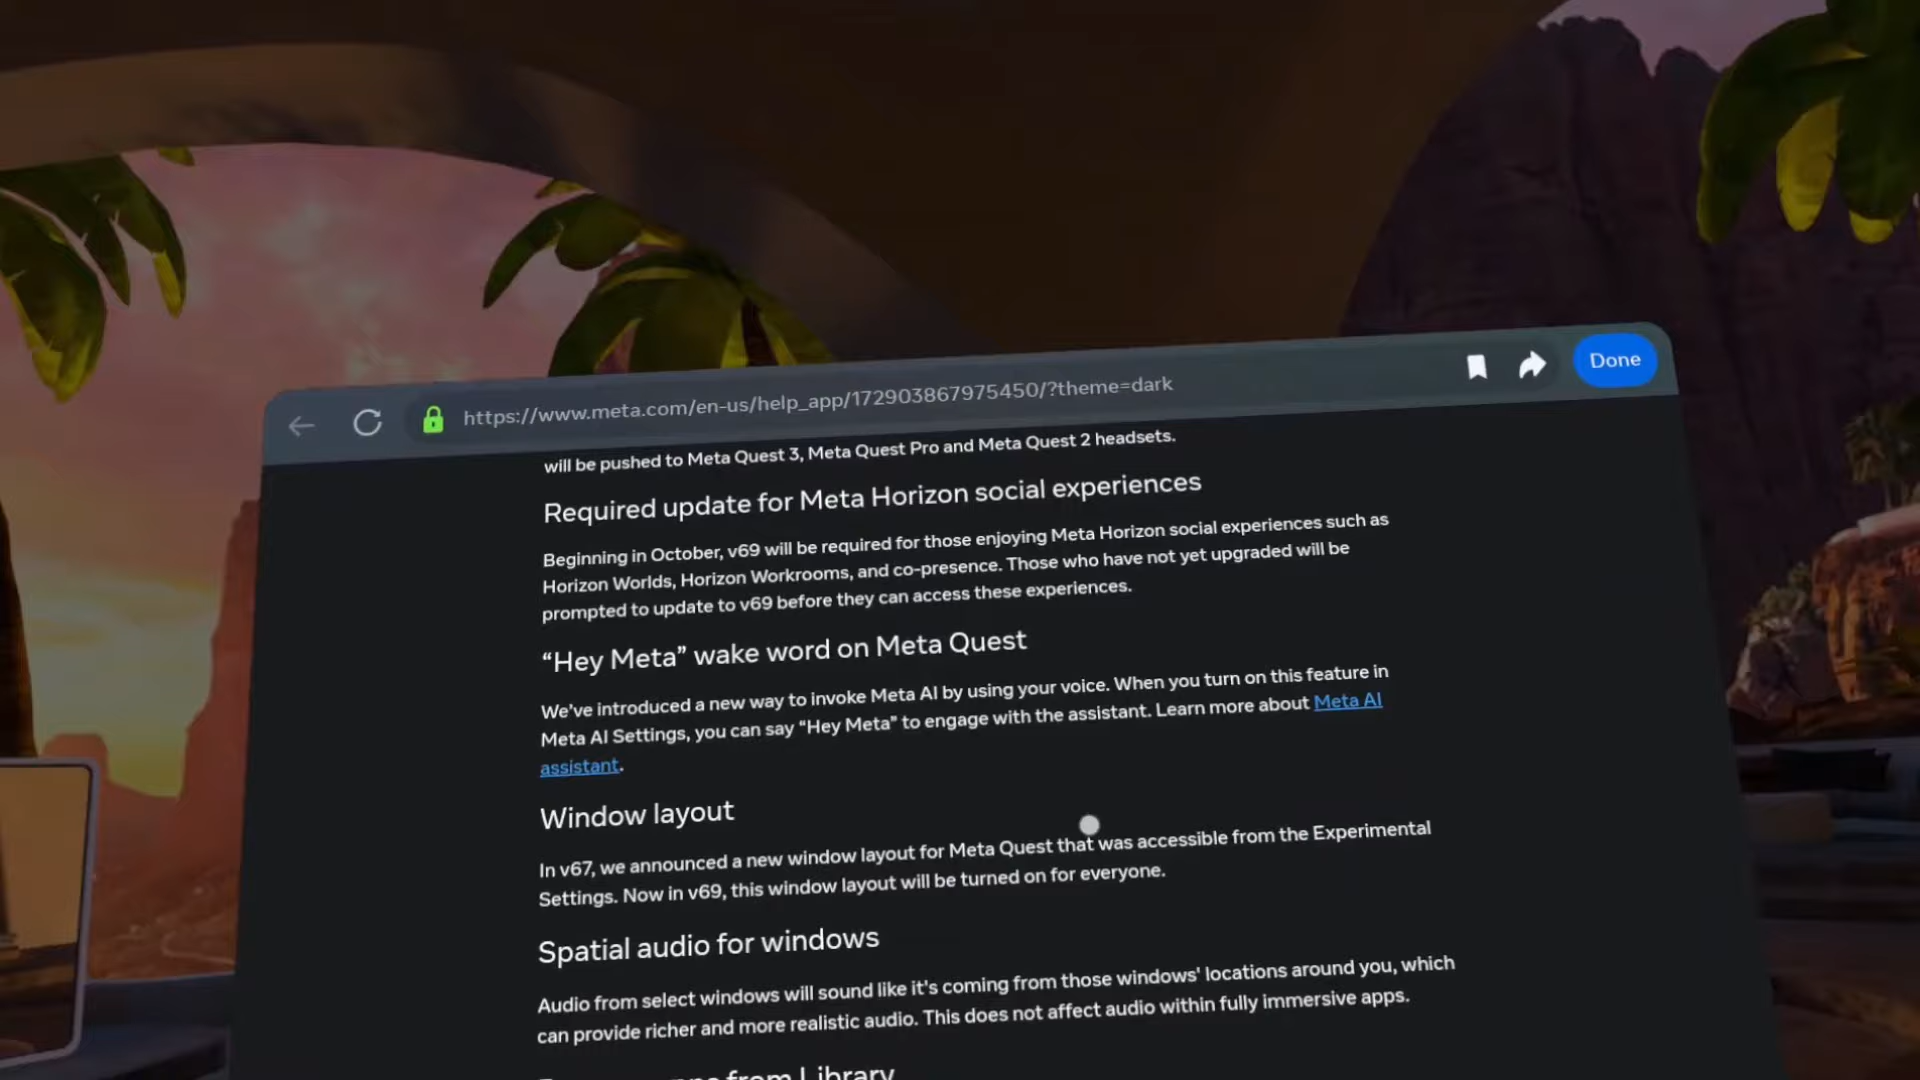 Done
https://www.meta.com/en-us/help_app/172903867975450/?theme=dark
will be pushed to Meta Quest 3, Meta Quest Pro and Meta Quest 2 headsets.
Required update for Meta Horizon social experiences
Beginning in October, v69 will be required for those enjoying Meta Horizon social experiences such as
Horizon Worlds, Horizon Workrooms, and co-presence. Those who have not yet upgraded will be
prompted to update to v69 before they can access these experiences.
“Hey Meta” wake word on Meta Quest
We’ve introduced a new way to invoke Meta AI by using your voice. When you turn on this feature in
Meta AI Settings, you can say “Hey Meta” to engage with the assistant. Learn more about Meta AI
assistant.
Window layout
In v67, we announced a new window layout for Meta Quest that was accessible from the Experimental
Settings. Now in v69, this window layout will be turned on for everyone.
Spatial audio for windows
Audio from select windows will sound like it's coming from those windows' locations around you, which
can provide richer and more realistic audio. This does not affect audio within fully immersive apps.
from Library